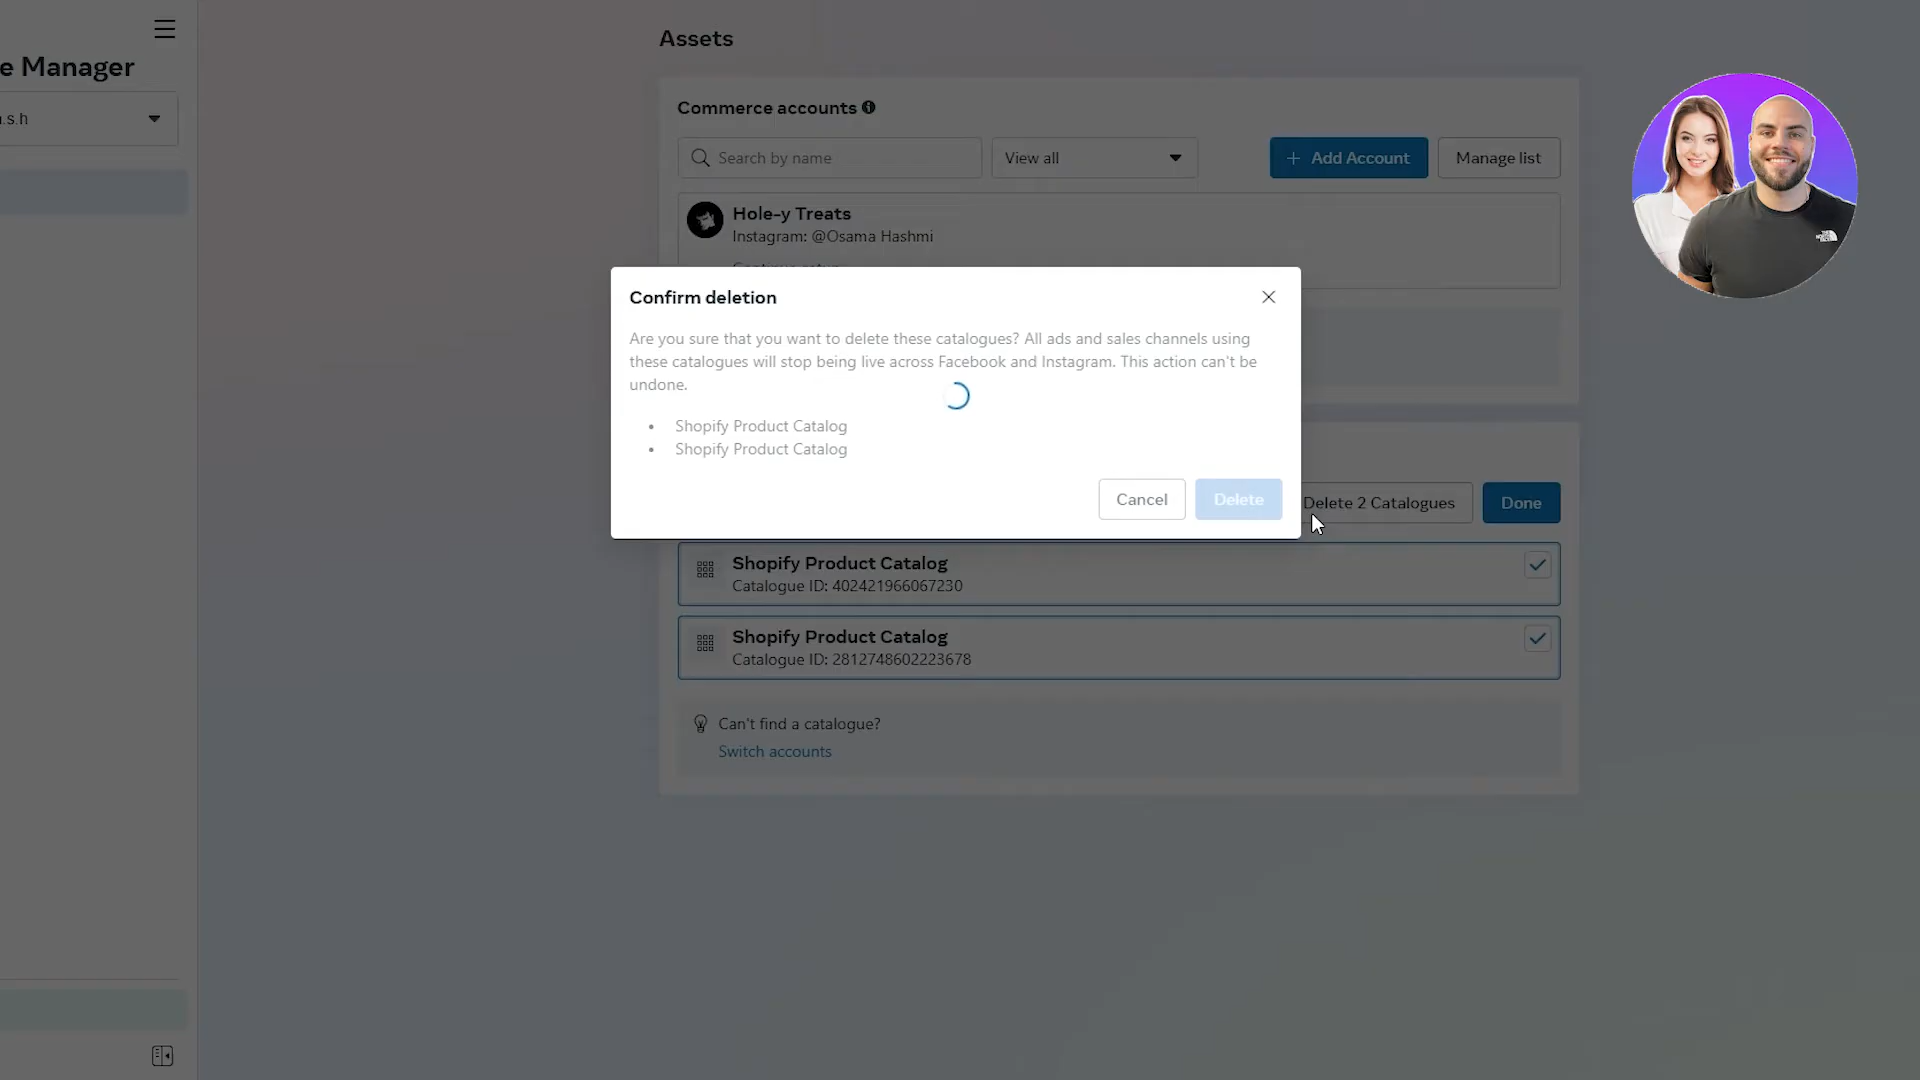 Assets
e Manager
Commerce accounts
.s.h
Search by name
View all
+ Add Account
Manage list
Hole-y Treats
Instagram: @Osama Hashmi
Confirm deletion
Are you sure that you want to delete these catalogues? All ads and sales channels using
these catalogues will stop being live across Facebook and Instagram. This action can't be
undone.
• Shopify Product Catalog
• Shopify Product Catalog
Cancel
Delete
Delete 2 Catalogues
Done
Shopify Product Catalog
Catalogue ID: 402421966067230
Shopify Product Catalog
Catalogue ID: 2812748602223678
Can't find a catalogue?
Switch accounts